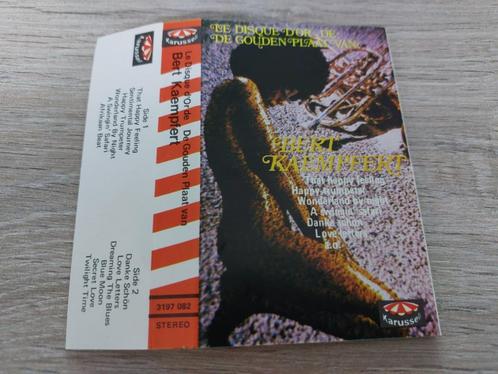 Karussell
Side 1
That Happy Feeling
Sentimental Journey
Wonderland By Night
Happy Trumpeter
A Swingin' Safari
Afrikaan Beat
Side 2
Danke Schön
Love Letters
Dreaming The Blues
Blue Moon
Secret Love
Twilight Time
Karussell
Le Disque d'Or de De Gouden Plaat van
Bert Kaempfert
3197 082
STEREO
LE DISQUE D'OR DE
DE GOUDEN PLAAT VAN
BERT
KAEMPFERT
That happy feeling
Happy trumpeter
Wonderland by night
A swingin' safari
Danke schön
Love letters
e.o.
Karussell